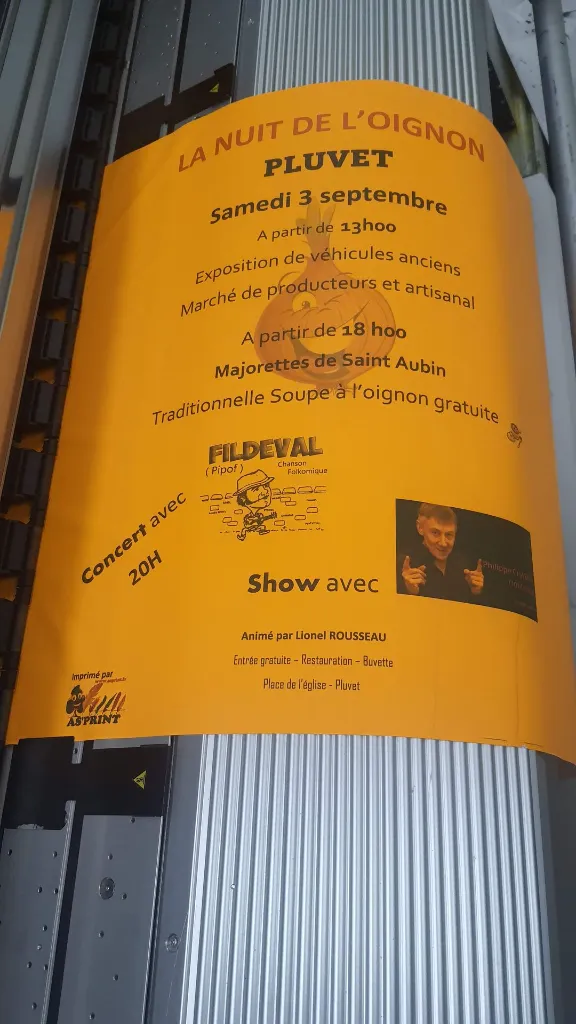 LA NUIT DE L'OIGNON
PLUVET
Samedi 3 septembre
A partir de 13h00
Exposition de véhicules anciens
Marché de producteurs et artisanal
A partir de 18 h00
Majorettes de Saint Aubin
Traditionnelle Soupe à l'oignon gratuite
FILDEVAL
(Pipof) Chanson
Folkomique
Concert avec
20H
Show avec
Animé par Lionel ROUSSEAU
Entrée gratuite – Restauration – Buvette
Place de l'église - Pluvet
Imprimé par
AS PRINT